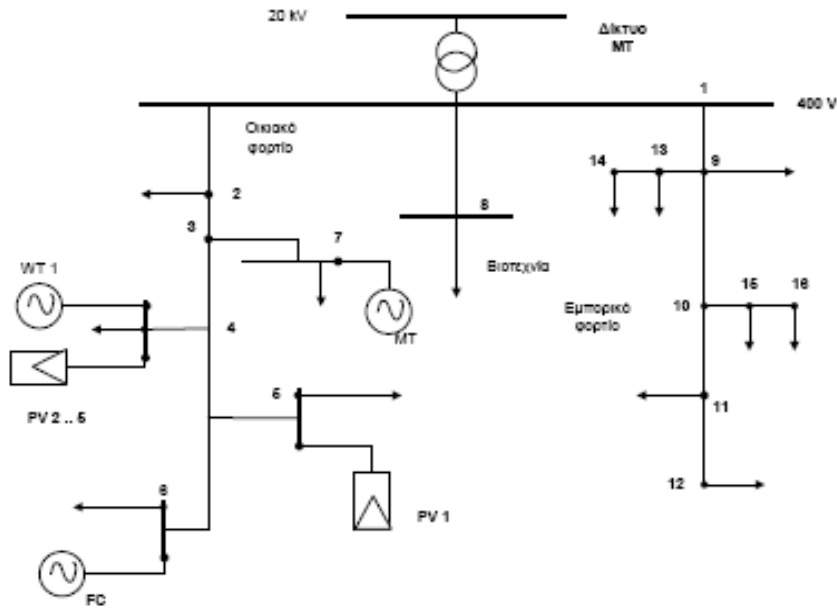 20 kV
Δίκτυο
ΜΤ
1
400 V
Οικιακό
φορτίο
14
13
9
2
8
3
7
Βιοτεχνία
WT 1
15
16
Εμπορικό
φορτίο
10
4
MT
5
11
PV 2 .. 5
12
6
PV 1
FC